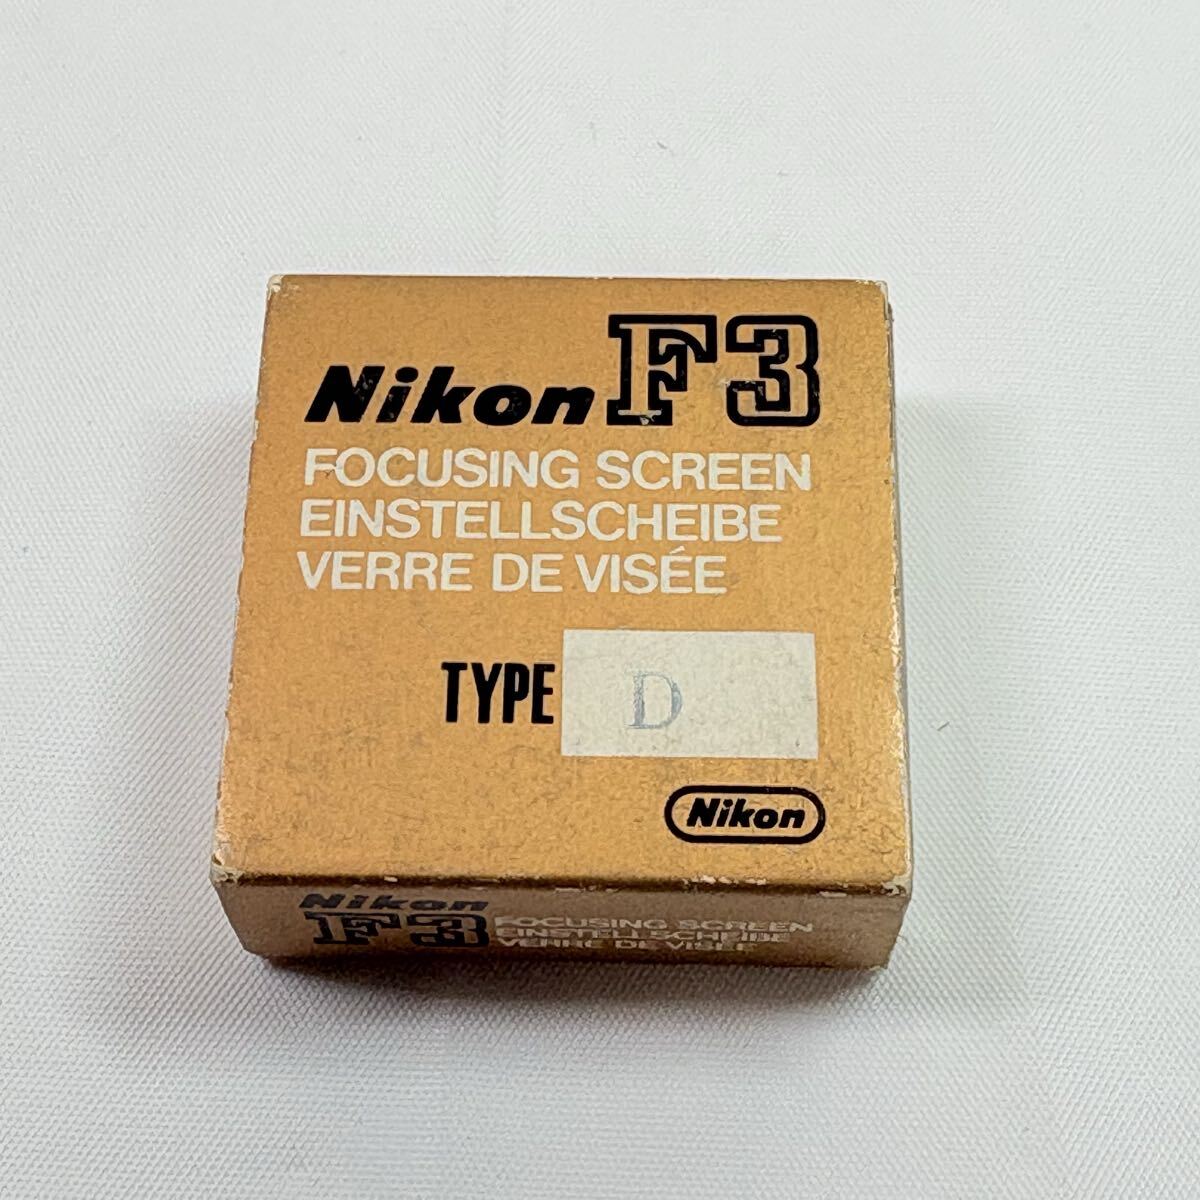 Nikon F3
FOCUSING SCREEN
EINSTELLSCHEIBE
VERRE DE VISÉE
TYPE D
Nikon
Nikon
F3
FOCUSING SCREEN
EINSTELLSCHEIBE
VERRE DE VISÉE